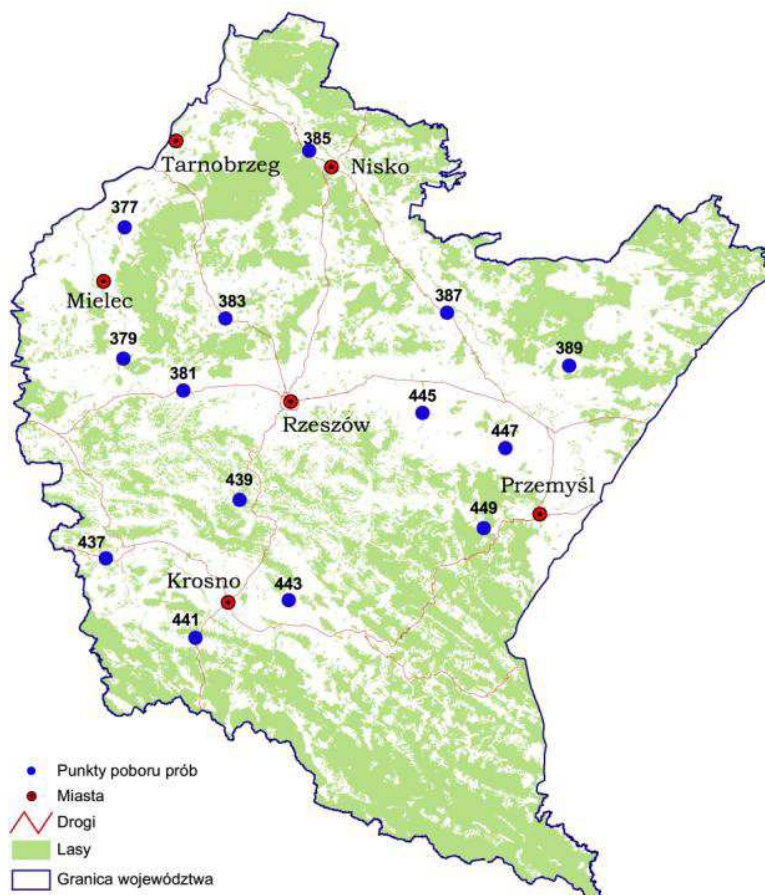 385
Tarnobrzeg
Nisko
377
Mielec
383
387
379
389
381
Rzeszów
445
447
439
Przemyśl
449
437
Krosno
443
441
Punkty poboru prób
Miasta
Drogi
Lasy
Granica województwa